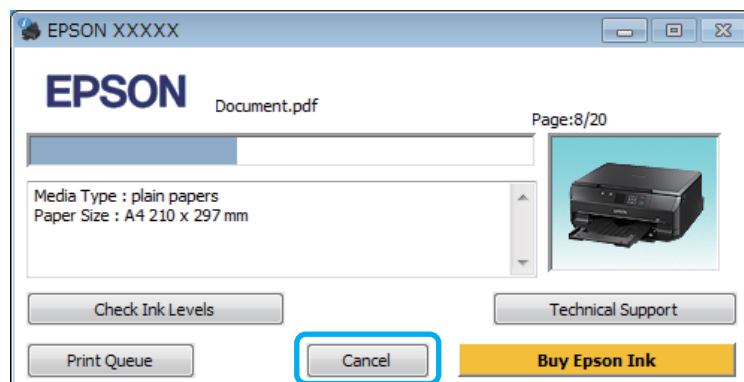 EPSON XXXXX
EPSON
Document.pdf
Page:8/20
Media Type : plain papers
Paper Size : A4 210 x 297 mm
Check Ink Levels
Technical Support
Print Queue
Cancel
Buy Epson Ink